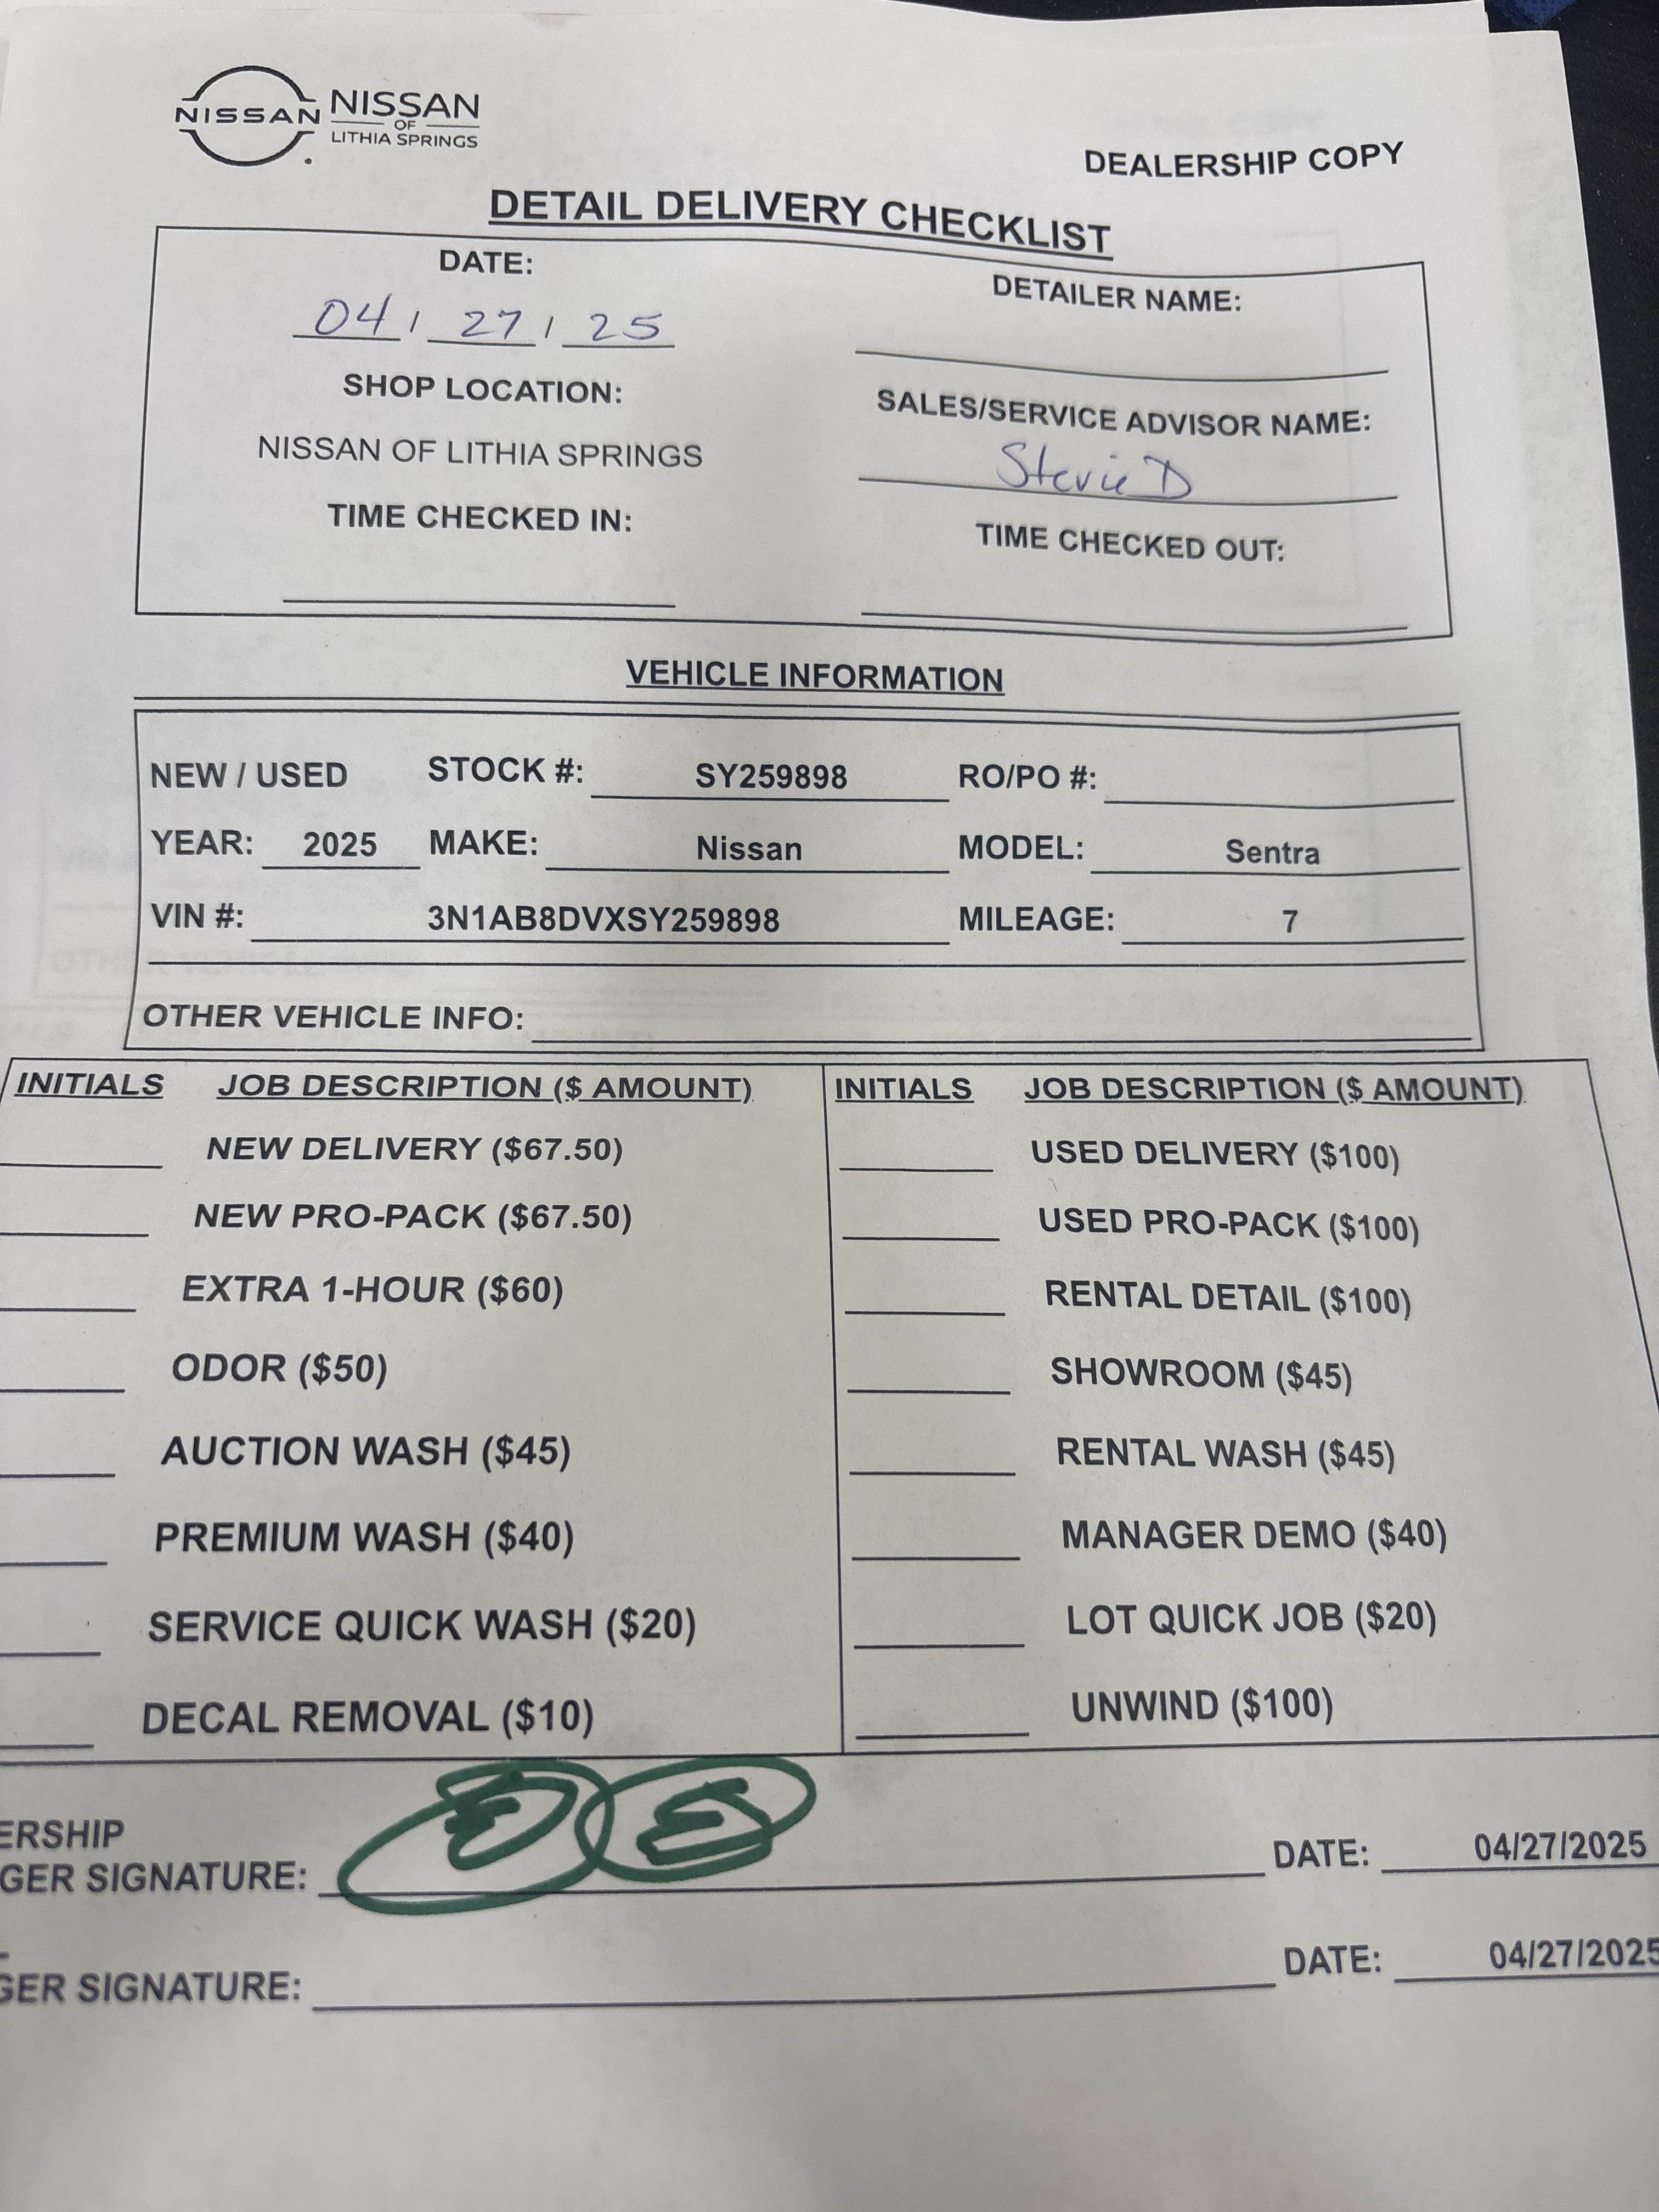 NISSAN NISSAN
OF
LITHIA SPRINGS
DEALERSHIP COPY
DETAIL DELIVERY CHECKLIST
DATE:
04 / 27 / 25
DETAILER NAME:
SHOP LOCATION:
NISSAN OF LITHIA SPRINGS
SALES/SERVICE ADVISOR NAME:
Stevie D
TIME CHECKED IN:
TIME CHECKED OUT:
VEHICLE INFORMATION
NEW / USED STOCK #: SY259898 RO/PO #:
YEAR: 2025 MAKE: Nissan MODEL: Sentra
VIN #: 3N1AB8DVXSY259898 MILEAGE: 7
OTHER VEHICLE INFO:
INITIALS JOB DESCRIPTION ($ AMOUNT) INITIALS JOB DESCRIPTION ($ AMOUNT)
NEW DELIVERY ($67.50) USED DELIVERY ($100)
NEW PRO-PACK ($67.50) USED PRO-PACK ($100)
EXTRA 1-HOUR ($60) RENTAL DETAIL ($100)
ODOR ($50) SHOWROOM ($45)
AUCTION WASH ($45) RENTAL WASH ($45)
PREMIUM WASH ($40) MANAGER DEMO ($40)
SERVICE QUICK WASH ($20) LOT QUICK JOB ($20)
DECAL REMOVAL ($10) UNWIND ($100)
ERSHIP
GER SIGNATURE: DATE: 04/27/2025
GER SIGNATURE: DATE: 04/27/2025